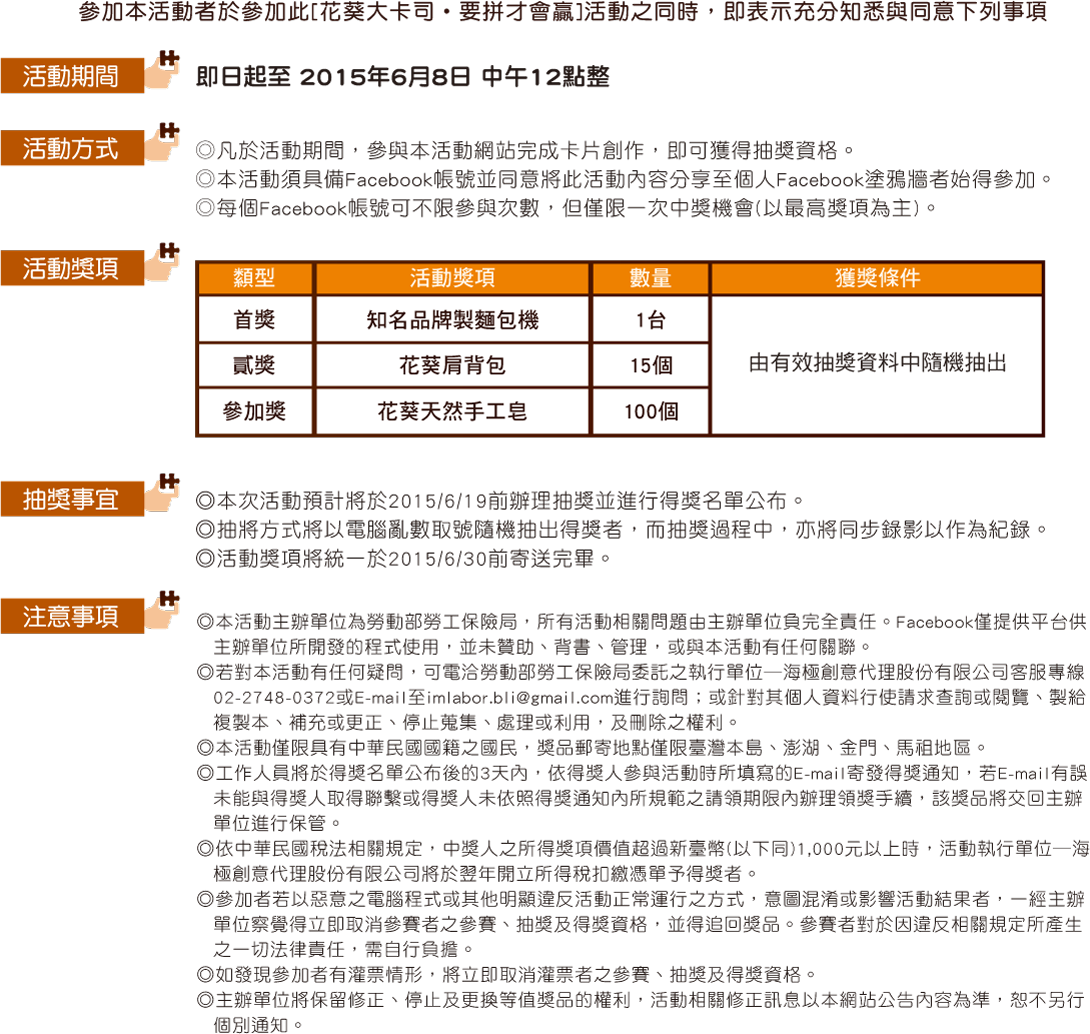 參加本活動者於參加此[花葵大卡司・要拼才會贏]活動之同時，即表示充分知悉與同意下列事項
活動期間
即日起至 2015年6月8日 中午12點整
活動方式
◎凡於活動期間，參與本活動網站完成卡片創作，即可獲得抽獎資格。
◎本活動須具備Facebook帳號並同意將此活動內容分享至個人Facebook塗鴉牆者始得參加。
◎每個Facebook帳號可不限參與次數，但僅限一次中獎機會(以最高獎項為主)。
活動獎項
類型 活動獎項 數量 獲獎條件
首獎 知名品牌製麵包機 1台
貳獎 花葵肩背包 15個 由有效抽獎資料中隨機抽出
參加獎 花葵天然手工皂 100個
抽獎事宜
◎本次活動預計將於2015/6/19前辦理抽獎並進行得獎名單公布。
◎抽將方式將以電腦亂數取號隨機抽出得獎者，而抽獎過程中，亦將同步錄影以作為紀錄。
◎活動獎項將統一於2015/6/30前寄送完畢。
注意事項
◎本活動主辦單位為勞動部勞工保險局，所有活動相關問題由主辦單位負完全責任。Facebook僅提供平台供
主辦單位所開發的程式使用，並未贊助、背書、管理，或與本活動有任何關聯。
◎若對本活動有任何疑問，可電洽勞動部勞工保險局委託之執行單位─海極創意代理股份有限公司客服專線
02-2748-0372或E-mail至imlabor.bli@gmail.com進行詢問；或針對其個人資料行使請求查詢或閱覽、製給
複製本、補充或更正、停止蒐集、處理或利用，及刪除之權利。
◎本活動僅限具有中華民國國籍之國民，獎品郵寄地點僅限臺灣本島、澎湖、金門、馬祖地區。
◎工作人員將於得獎名單公布後的3天內，依得獎人參與活動時所填寫的E-mail寄發得獎通知，若E-mail有誤
未能與得獎人取得聯繫或得獎人未依照得獎通知內所規範之請領期限內辦理領獎手續，該獎品將交回主辦
單位進行保管。
◎依中華民國稅法相關規定，中獎人之所得獎項價值超過新臺幣(以下同)1,000元以上時，活動執行單位─海
極創意代理股份有限公司將於翌年開立所得稅扣繳憑單予得獎者。
◎參加者若以惡意之電腦程式或其他明顯違反活動正常運行之方式，意圖混淆或影響活動結果者，一經主辦
單位察覺得立即取消參賽者之參賽、抽獎及得獎資格，並得追回獎品。參賽者對於因違反相關規定所產生
之一切法律責任，需自行負擔。
◎如發現參加者有灌票情形，將立即取消灌票者之參賽、抽獎及得獎資格。
◎主辦單位將保留修正、停止及更換等值獎品的權利，活動相關修正訊息以本網站公告內容為準，恕不另行
個別通知。